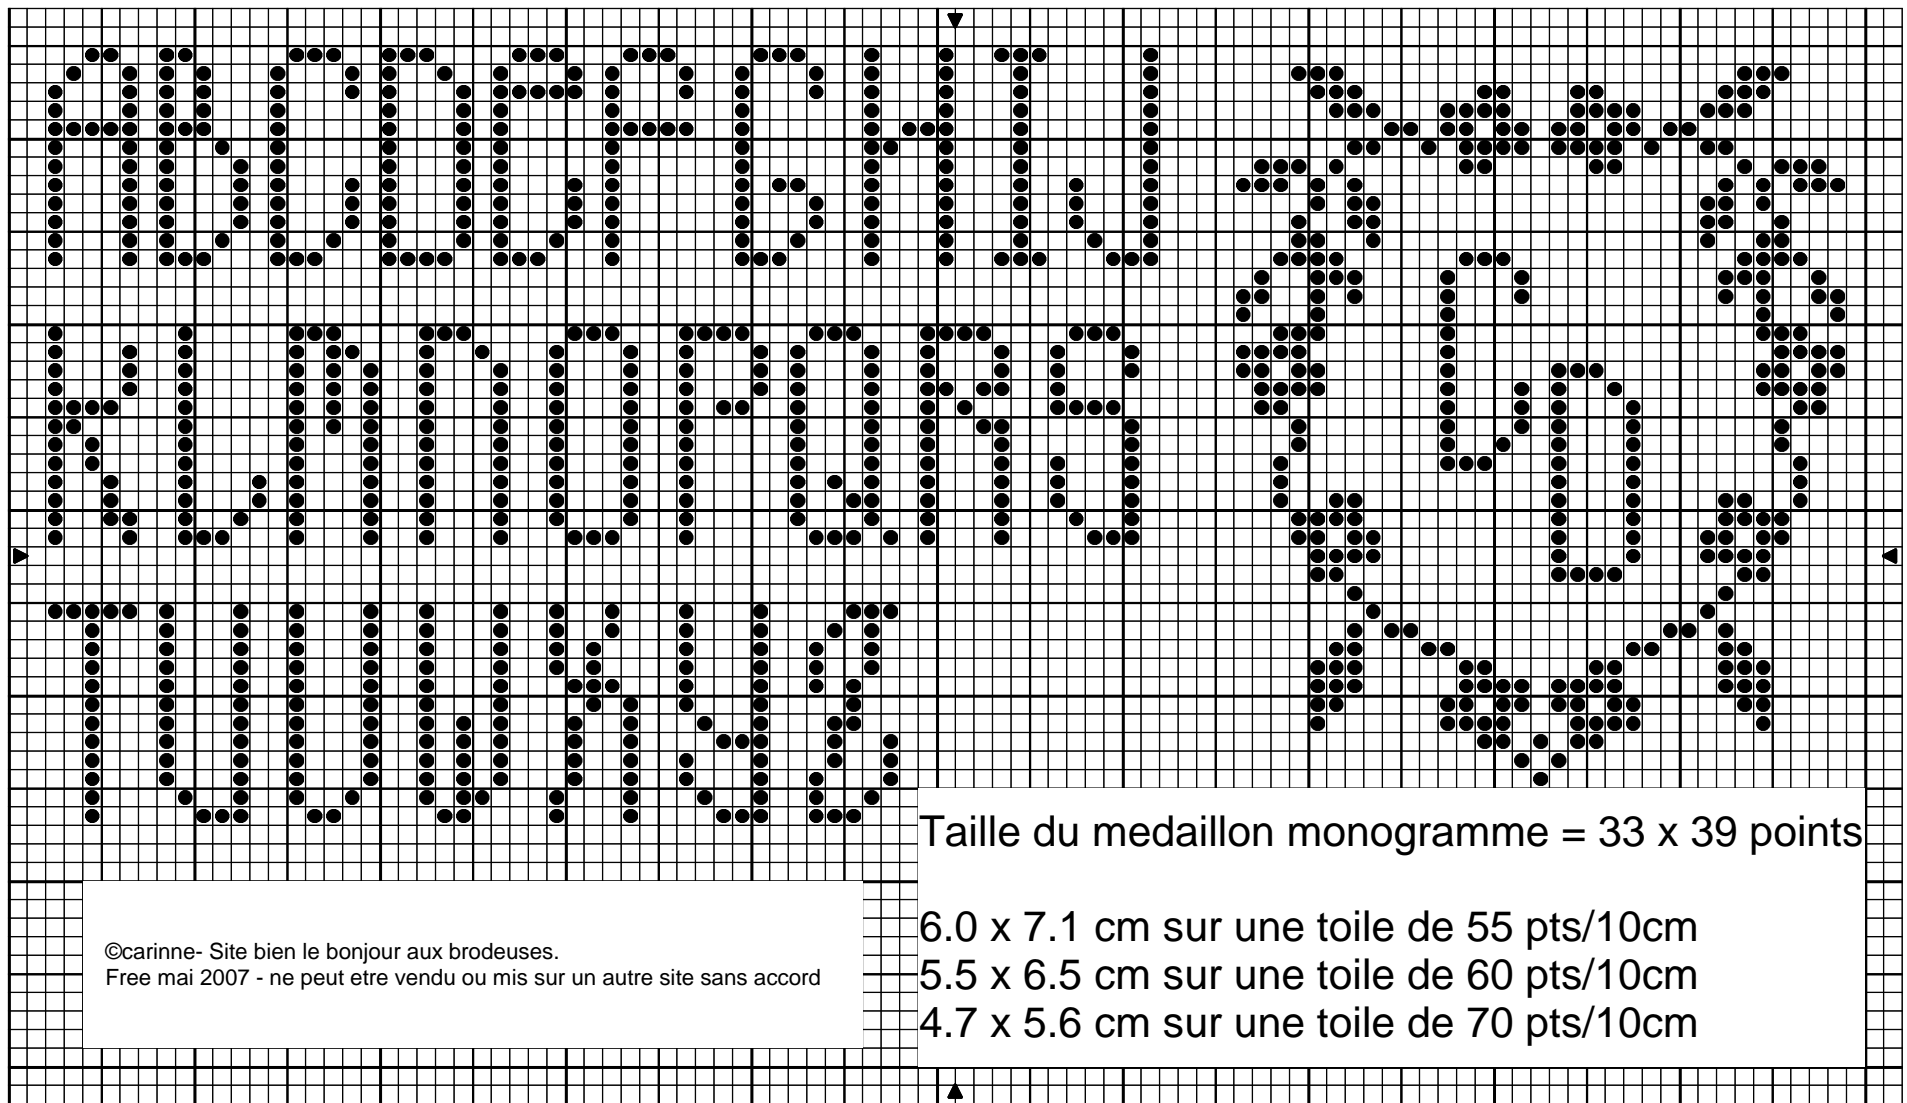 A B C D E F G H I J
K L M N O P Q R S
T U V W X Y Z
C D
Taille du medaillon monogramme = 33 x 39 points
6.0 x 7.1 cm sur une toile de 55 pts/10cm
5.5 x 6.5 cm sur une toile de 60 pts/10cm
4.7 x 5.6 cm sur une toile de 70 pts/10cm
©carinne- Site bien le bonjour aux brodeuses.
Free mai 2007 - ne peut etre vendu ou mis sur un autre site sans accord